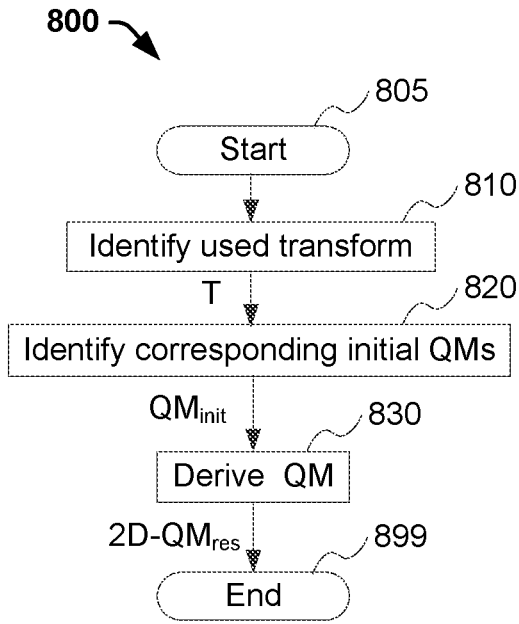 800
805
Start
810
Identify used transform
T
820
Identify corresponding initial QMs
QMinit
830
Derive QM
2D-QMres
899
End